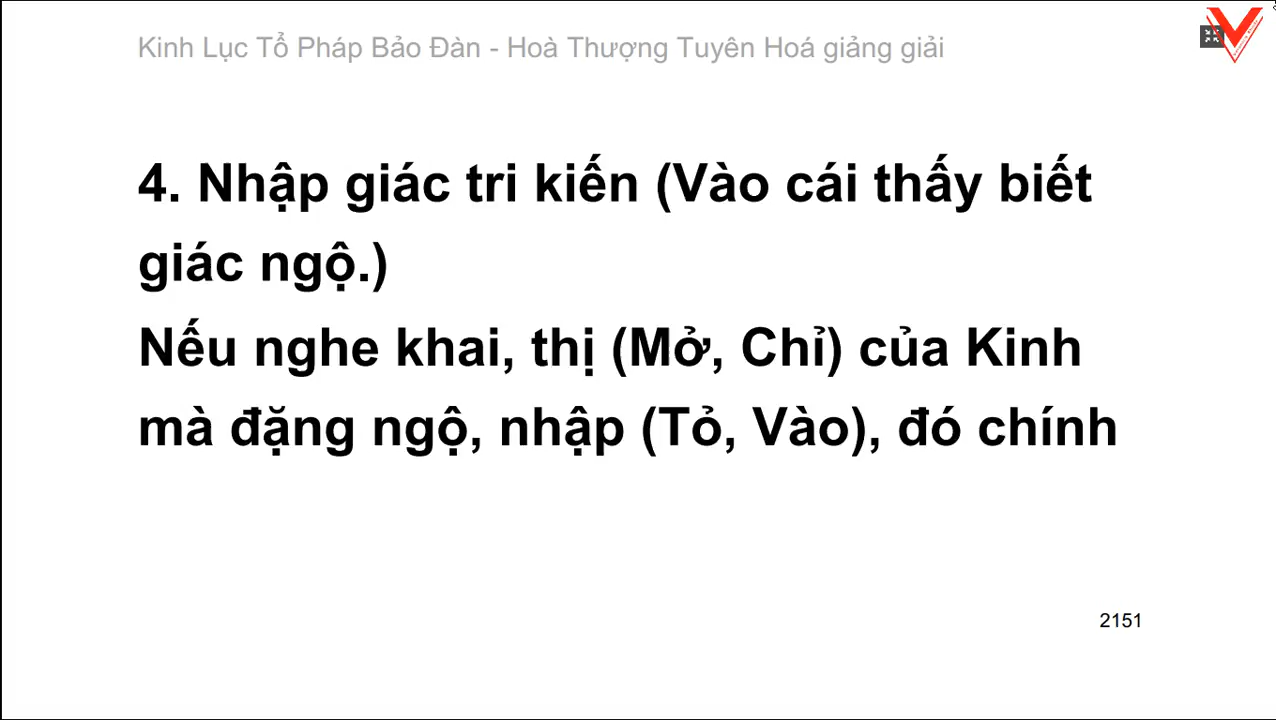 Kinh Lục Tổ Pháp Bảo Đàn - Hoà Thượng Tuyên Hoá giảng giải
4. Nhập giác tri kiến (Vào cái thấy biết
giác ngộ.)
Nếu nghe khai, thị (Mở, Chỉ) của Kinh
mà đặng ngộ, nhập (Tỏ, Vào), đó chính
2151